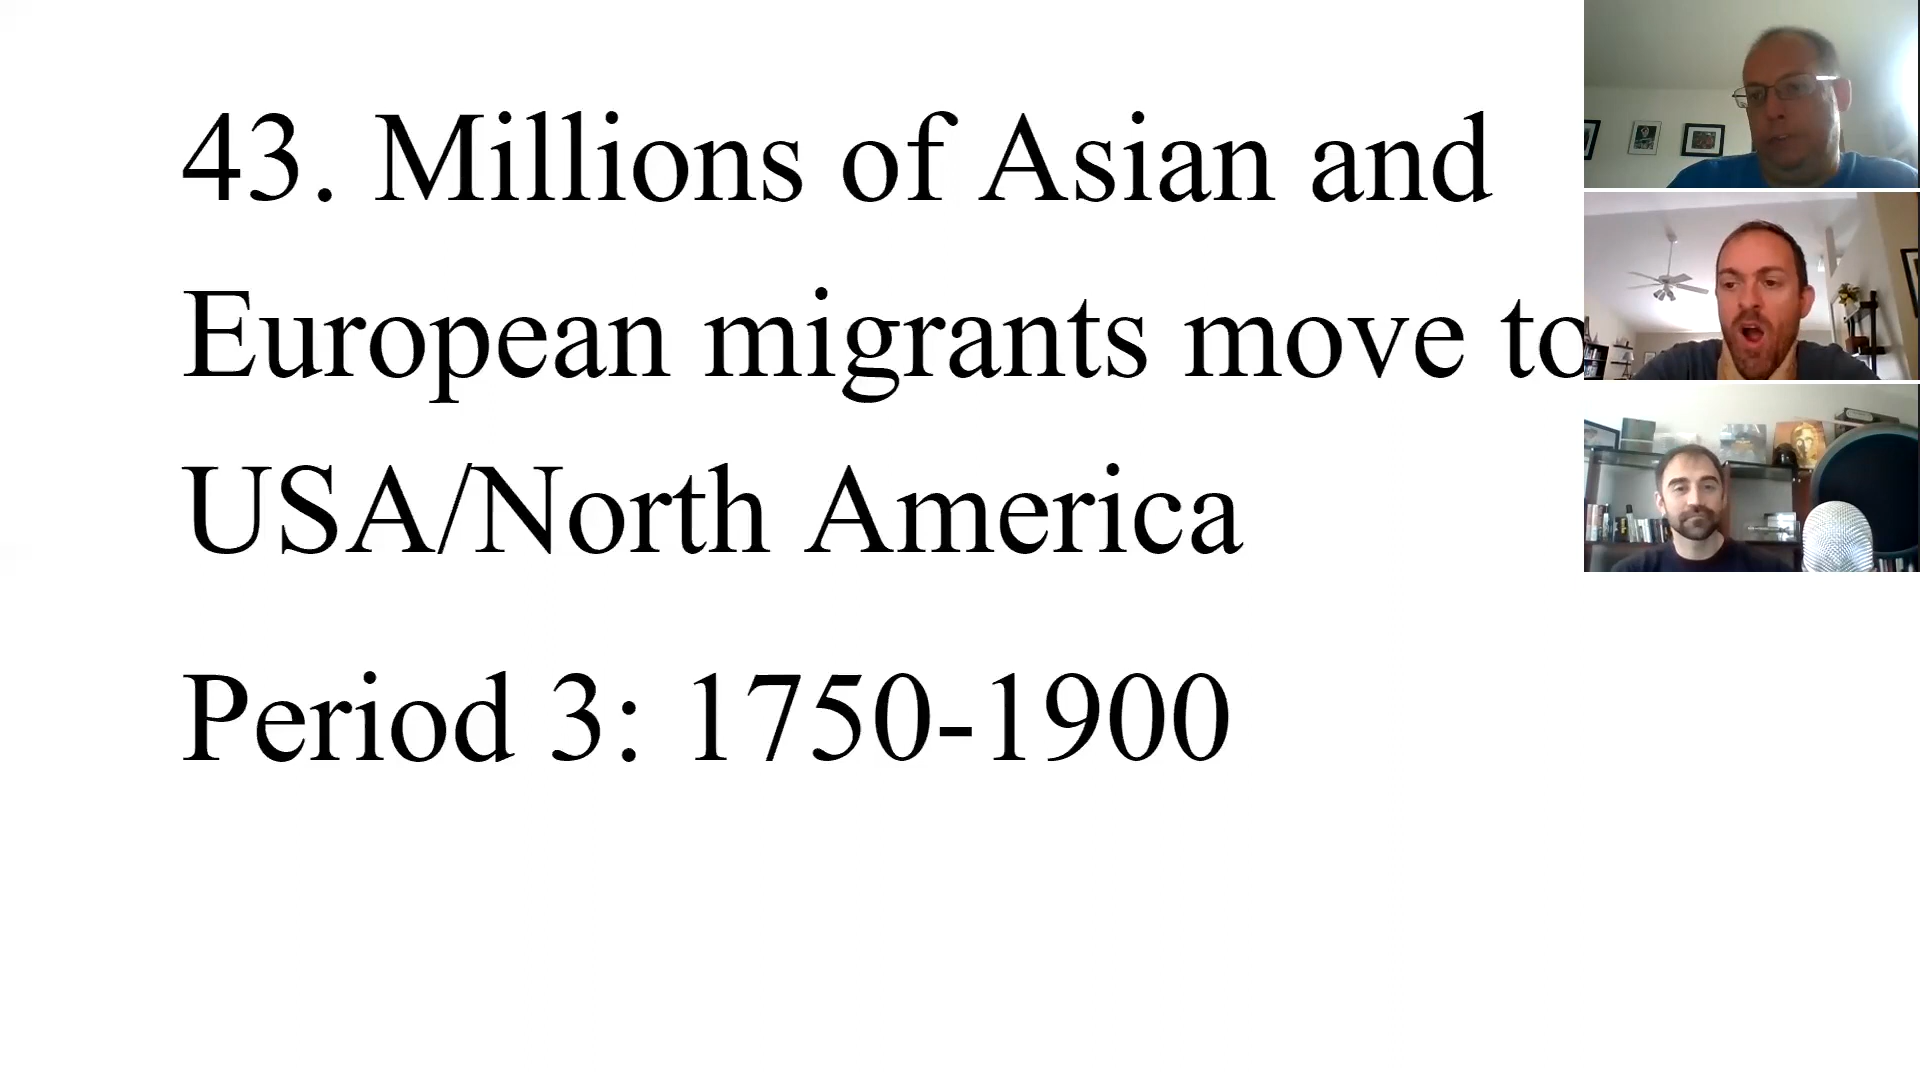 43. Millions of Asian and
European migrants move to
USA/North America
Period 3: 1750-1900